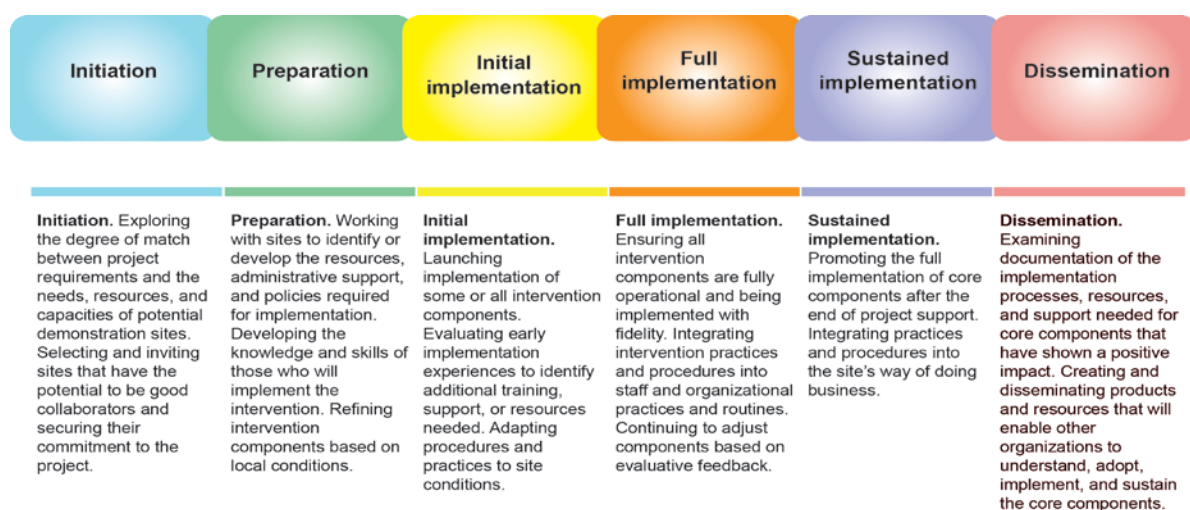 Initiation
Preparation
Initial
implementation
Full
implementation
Sustained
implementation
Dissemination
Initiation. Exploring
the degree of match
between project
requirements and the
needs, resources, and
capacities of potential
demonstration sites.
Selecting and inviting
sites that have the
potential to be good
collaborators and
securing their
commitment to the
project.
Preparation. Working
with sites to identify or
develop the resources,
administrative support,
and policies required
for implementation.
Developing the
knowledge and skills of
those who will
implement the
intervention. Refining
intervention
components based on
local conditions.
Initial
implementation.
Launching
implementation of
some or all intervention
components.
Evaluating early
implementation
experiences to identify
additional training,
support, or resources
needed. Adapting
procedures and
practices to site
conditions.
Full implementation.
Ensuring all
intervention
components are fully
operational and being
implemented with
fidelity. Integrating
intervention practices
and procedures into
staff and organizational
practices and routines.
Continuing to adjust
components based on
evaluative feedback.
Sustained
implementation.
Promoting the full
implementation of core
components after the
end of project support.
Integrating practices
and procedures into
the site's way of doing
business.
Dissemination.
Examining
documentation of the
implementation
processes, resources,
and support needed for
core components that
have shown a positive
impact. Creating and
disseminating products
and resources that will
enable other
organizations to
understand, adopt,
implement, and sustain
the core components.